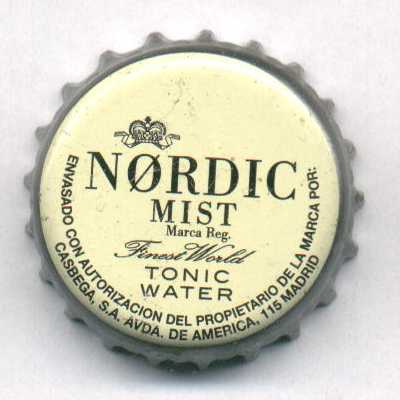 NØRDIC
MIST
Marca Reg.
Finest World
TONIC
WATER
ENVASADO CON AUTORIZACION DEL PROPIETARIO DE LA MARCA POR:
CASBEGA, S.A. AVDA. DE AMERICA, 115 MADRID